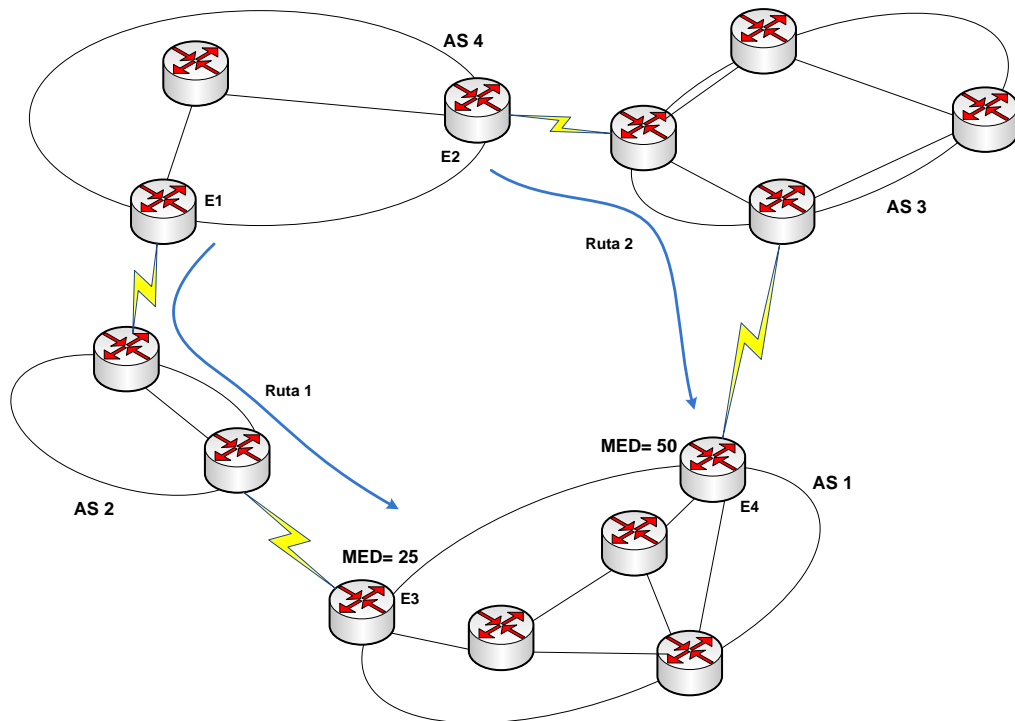 AS 4
E2
E1
AS 3
Ruta 2
Ruta 1
MED= 50
AS 1
E4
AS 2
MED= 25
E3